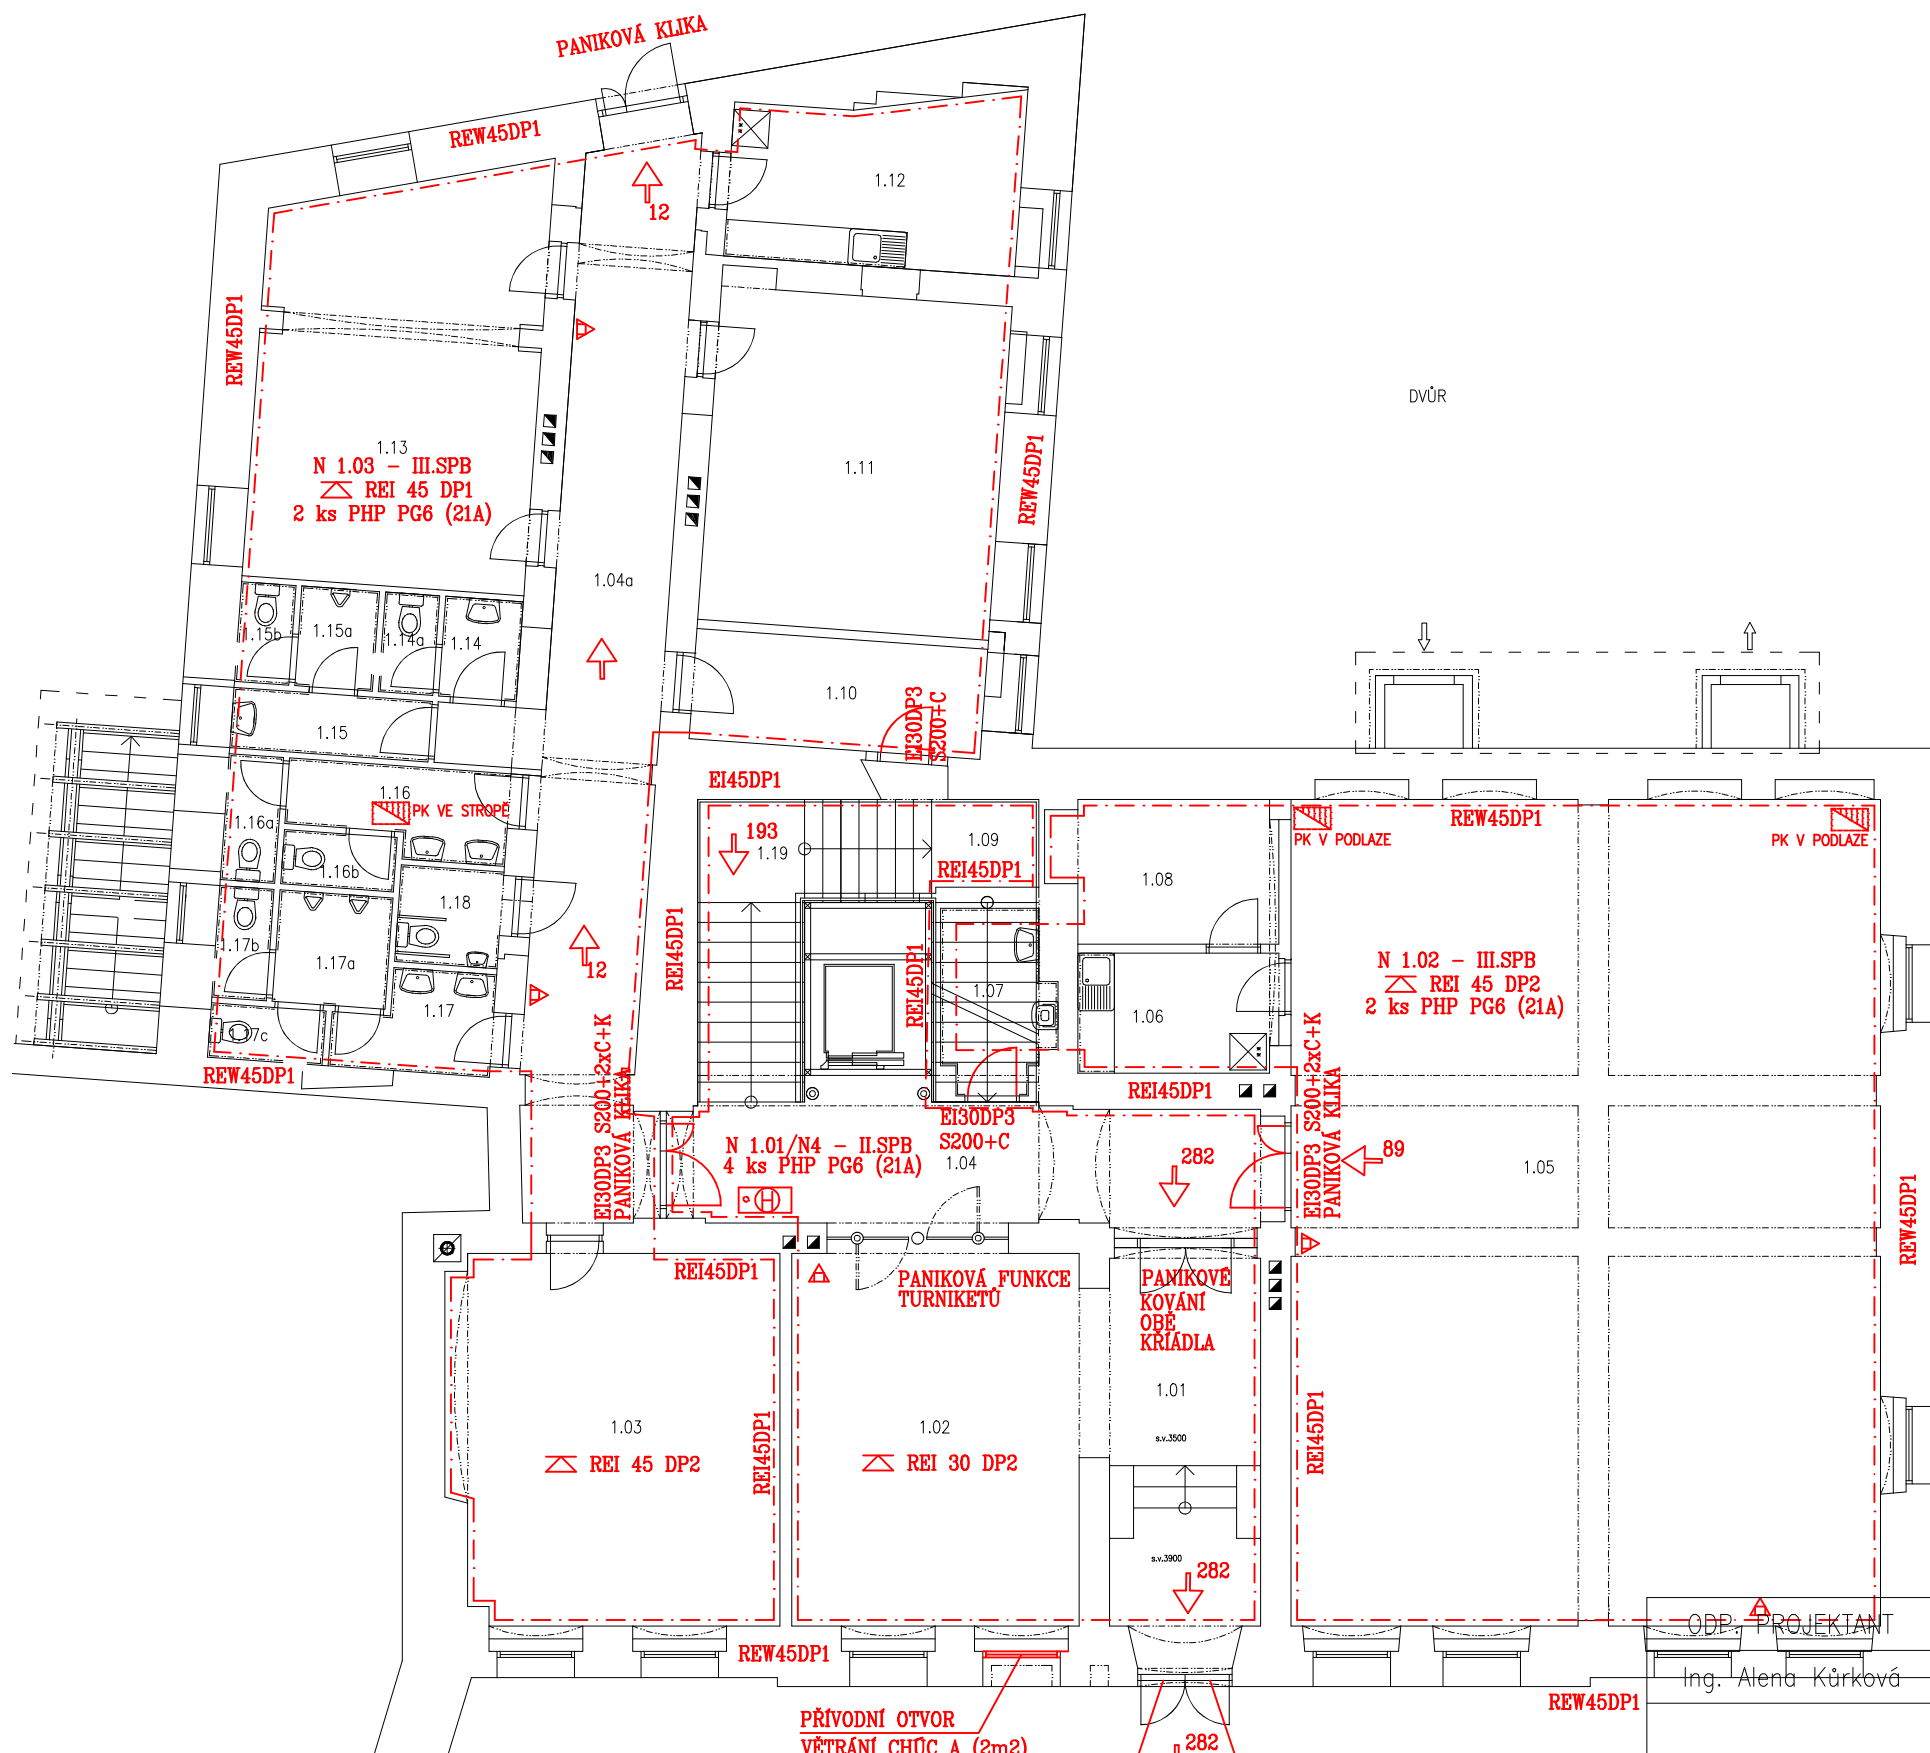 PANIKOVÁ KLIKA
REW45DP1
12
1.12
REW45DP1
DVŮR
1.13
N 1.03 - III.SPB
REI 45 DP1
2 ks PHP PG6 (21A)
1.11
REW45DP1
1.04a
1.15b
1.15a
1.14a
1.14
1.10
EI30DP3
S200+C
1.15
EI45DP1
1.16
PK VE STROPĚ
1.16a
1.16b
193
1.19
1.09
REI45DP1
PK V PODLAZE
REW45DP1
PK V PODLAZE
1.08
1.18
REI45DP1
1.17b
1.17a
12
REI45DP1
1.07
N 1.02 - III.SPB
REI 45 DP2
2 ks PHP PG6 (21A)
1.17
1.17c
1.06
REW45DP1
REI45DP1
EI30DP3 S200+2xC+K
PANIKOVÁ KLIKA
EI30DP3
S200+C
N 1.01/N4 - II.SPB
4 ks PHP PG6 (21A)
1.04
282
EI30DP3 S200+2xC+K
PANIKOVÁ KLIKA
89
1.05
REW45DP1
REI45DP1
PANIKOVÁ FUNKCE
TURNIKETŮ
PANIKOVÉ
KOVÁNÍ
OBĚ
KŘÍÁDLA
1.01
1.03
REI 45 DP2
REI45DP1
1.02
REI 30 DP2
s.v.3500
REI45DP1
s.v.3900
282
ODP. PROJEKTANT
Ing. Alena Kůrková
REW45DP1
REW45DP1
PŘÍVODNÍ OTVOR
VĚTRÁNÍ CHÚC A (2m2)
282